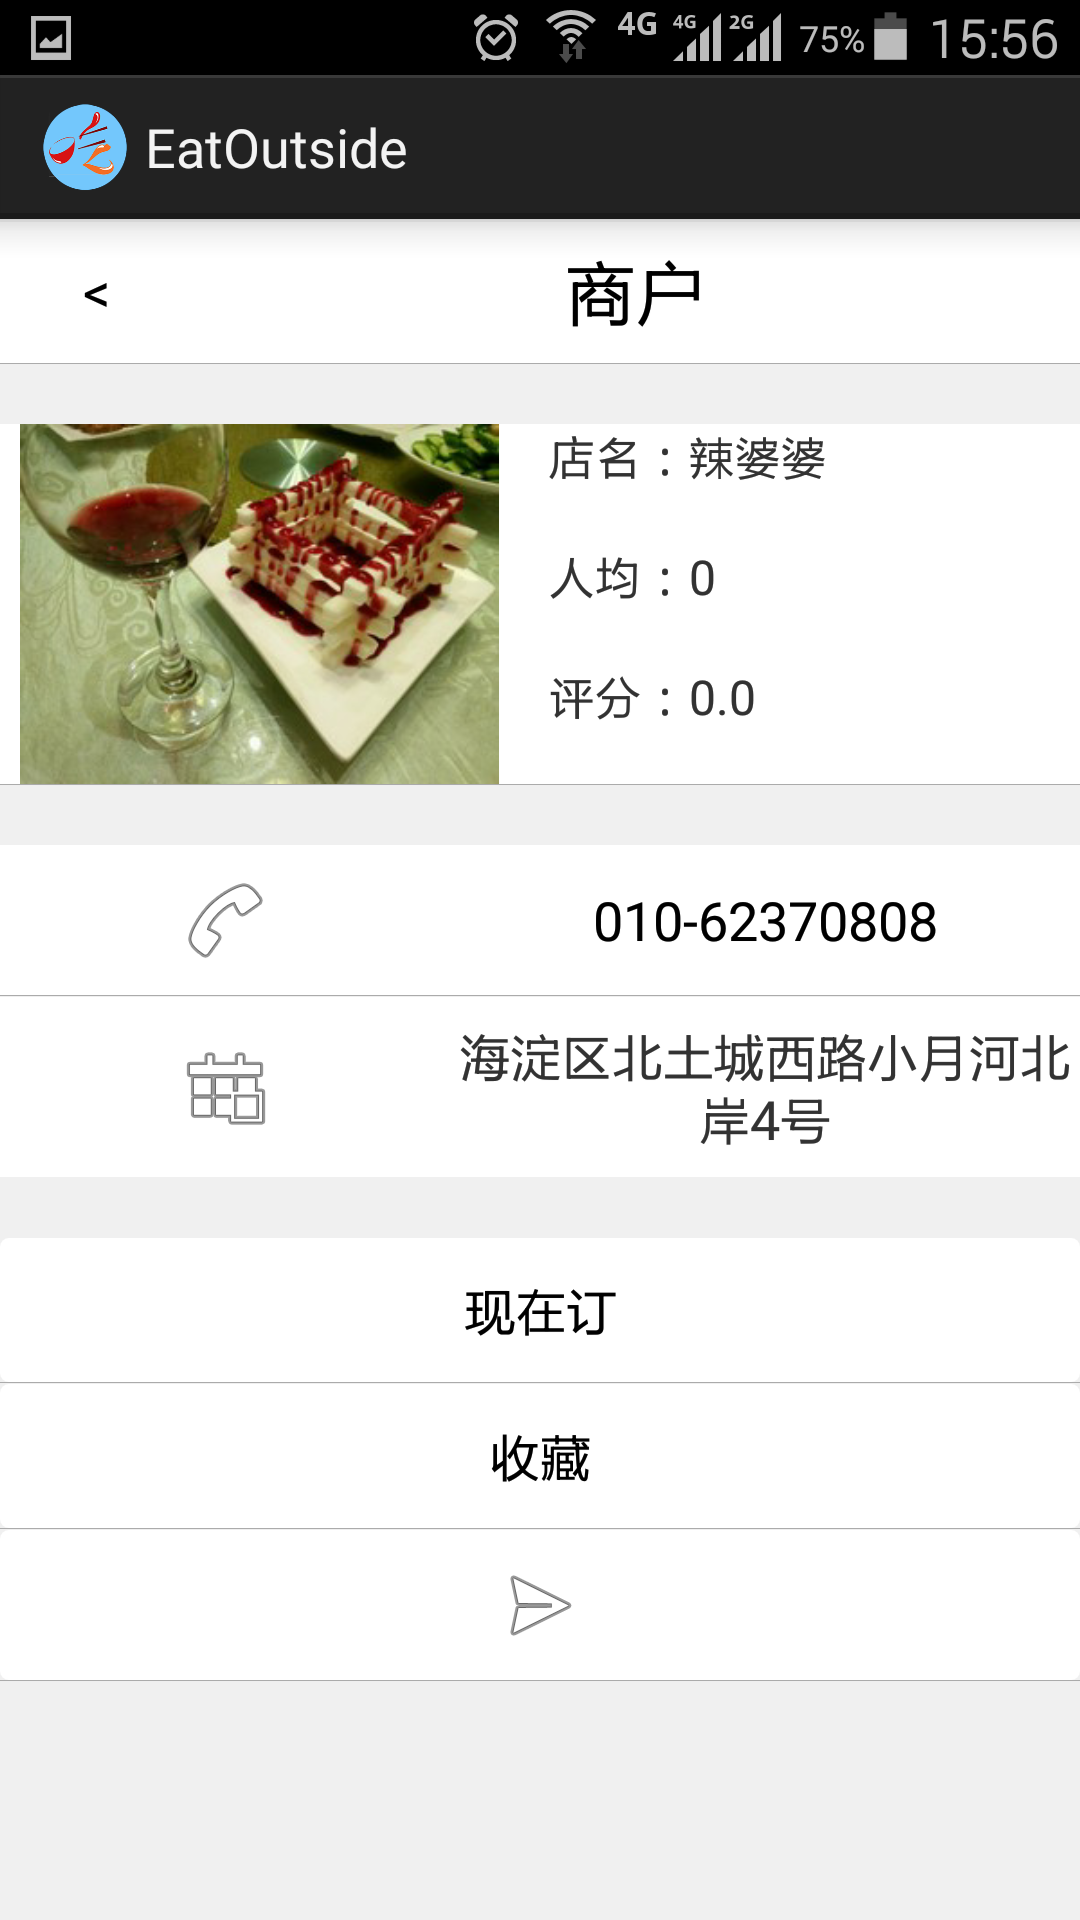 4G 4G 2G 75% 15:56
EatOutside
< 商户
店名：辣婆婆
人均：0
评分：0.0
010-62370808
海淀区北土城西路小月河北
岸4号
现在订
收藏